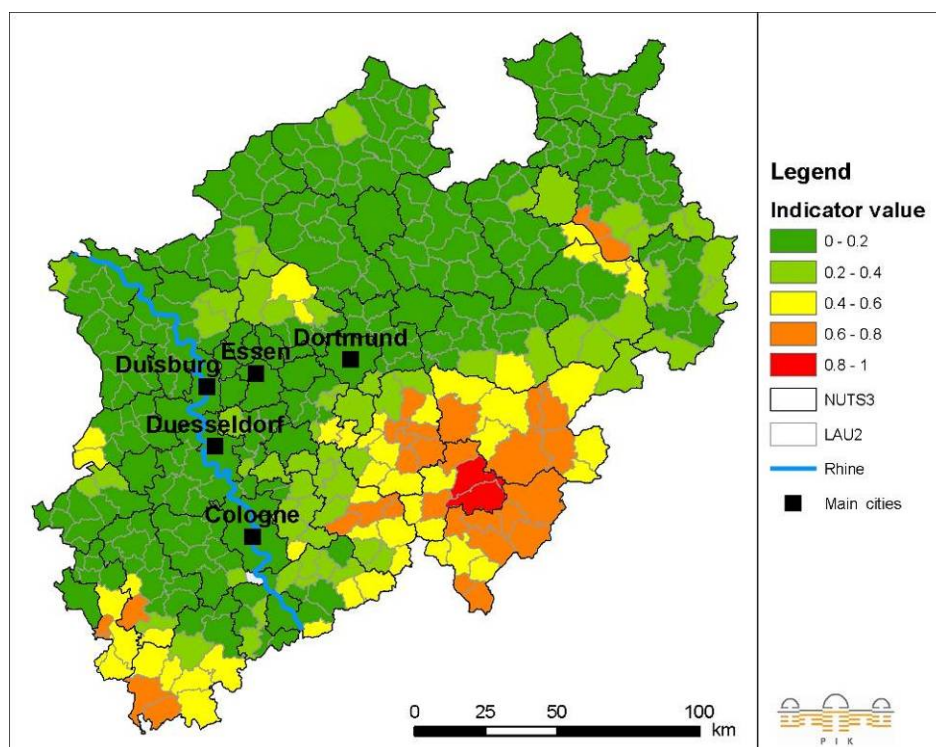 Dortmund
Essen
Duisburg
Duesseldorf
Cologne
0 25 50 100
km
Legend
Indicator value
0 - 0.2
0.2 - 0.4
0.4 - 0.6
0.6 - 0.8
0.8 - 1
NUTS3
LAU2
Rhine
Main cities
P I K